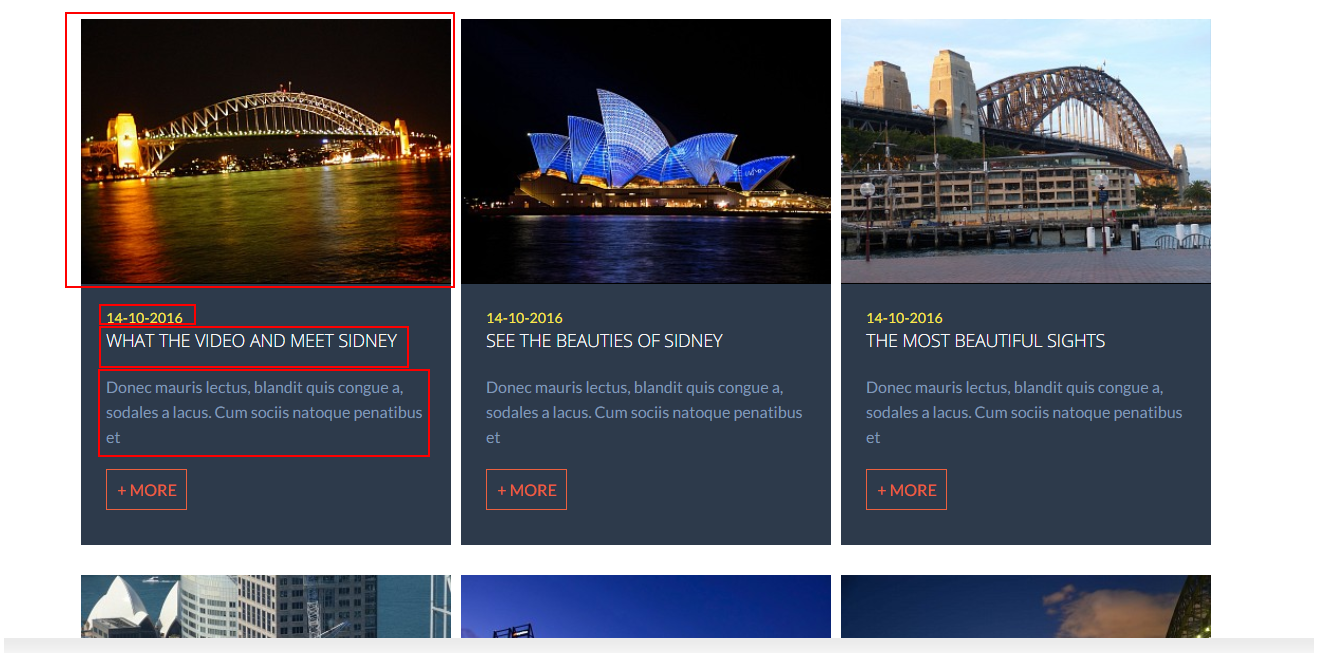 14-10-2016
WHAT THE VIDEO AND MEET SIDNEY
Donec mauris lectus, blandit quis congue a,
sodales a lacus. Cum sociis natoque penatibus
et
+ MORE
14-10-2016
SEE THE BEAUTIES OF SIDNEY
Donec mauris lectus, blandit quis congue a,
sodales a lacus. Cum sociis natoque penatibus
et
+ MORE
14-10-2016
THE MOST BEAUTIFUL SIGHTS
Donec mauris lectus, blandit quis congue a,
sodales a lacus. Cum sociis natoque penatibus
et
+ MORE